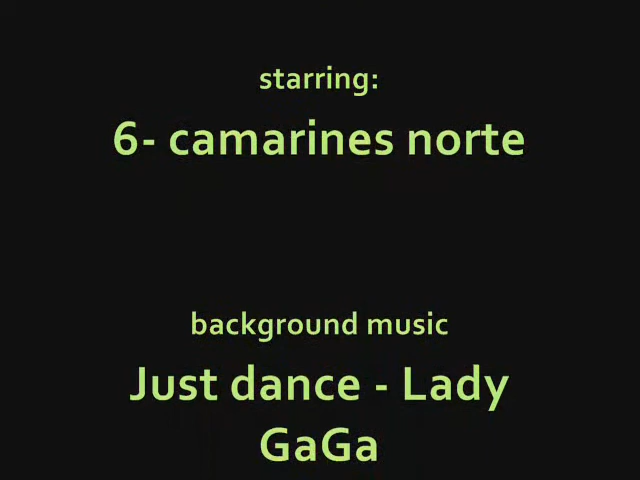 starring:
6- camarines norte
background music
Just dance - Lady
GaGa